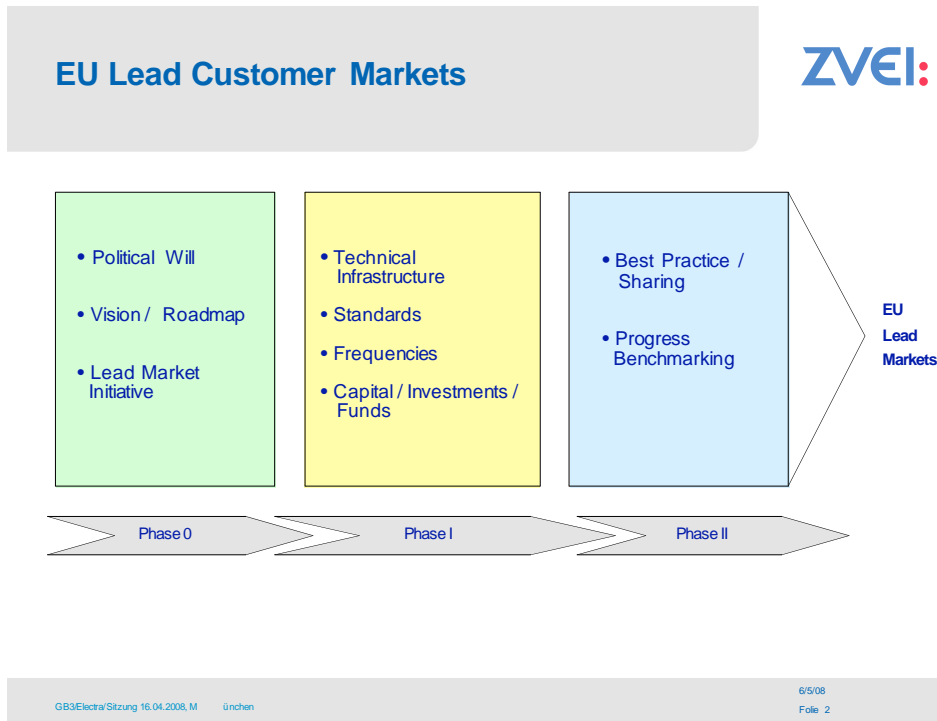 EU Lead Customer Markets
ZVEI:
• Political Will
• Vision / Roadmap
• Lead Market
Initiative
• Technical
Infrastructure
• Standards
• Frequencies
• Capital / Investments /
Funds
• Best Practice /
Sharing
• Progress
Benchmarking
EU
Lead
Markets
Phase 0
Phase I
Phase II
GB3/Electra/Sitzung 16.04.2008, M ünchen
6/5/08
Folie 2